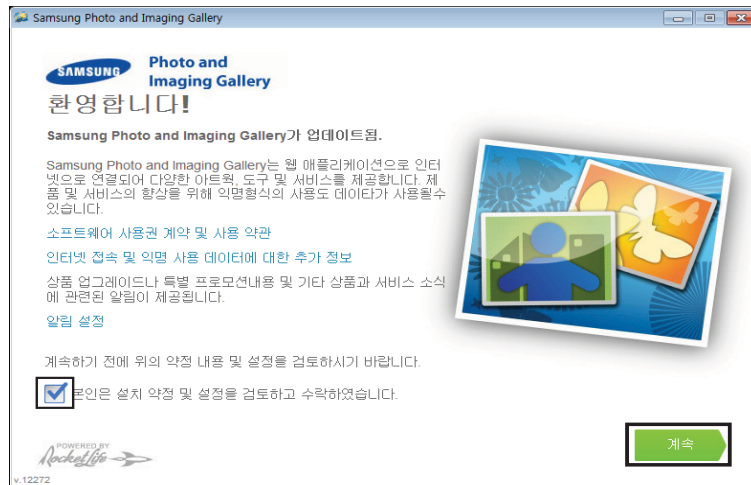 Samsung Photo and Imaging Gallery
SAMSUNG
Photo and
Imaging Gallery
환영합니다!
Samsung Photo and Imaging Gallery가 업데이트됨.
Samsung Photo and Imaging Gallery는 웹 애플리케이션으로 인터
넷으로 연결되어 다양한 아트웍, 도구 및 서비스를 제공합니다. 제
품 및 서비스의 향상을 위해 익명형식의 사용도 데이타가 사용될수
있습니다.
소프트웨어 사용권 계약 및 사용 약관
인터넷 접속 및 익명 사용 데이터에 대한 추가 정보
상품 업그레이드나 특별 프로모션내용 및 기타 상품과 서비스 소식
에 관련된 알림이 제공됩니다.
알림 설정
계속하기 전에 위의 약정 내용 및 설정을 검토하시기 바랍니다.
본인은 설치 약정 및 설정을 검토하고 수락하였습니다.
계속
POWERED BY
RocketLife
v.12272